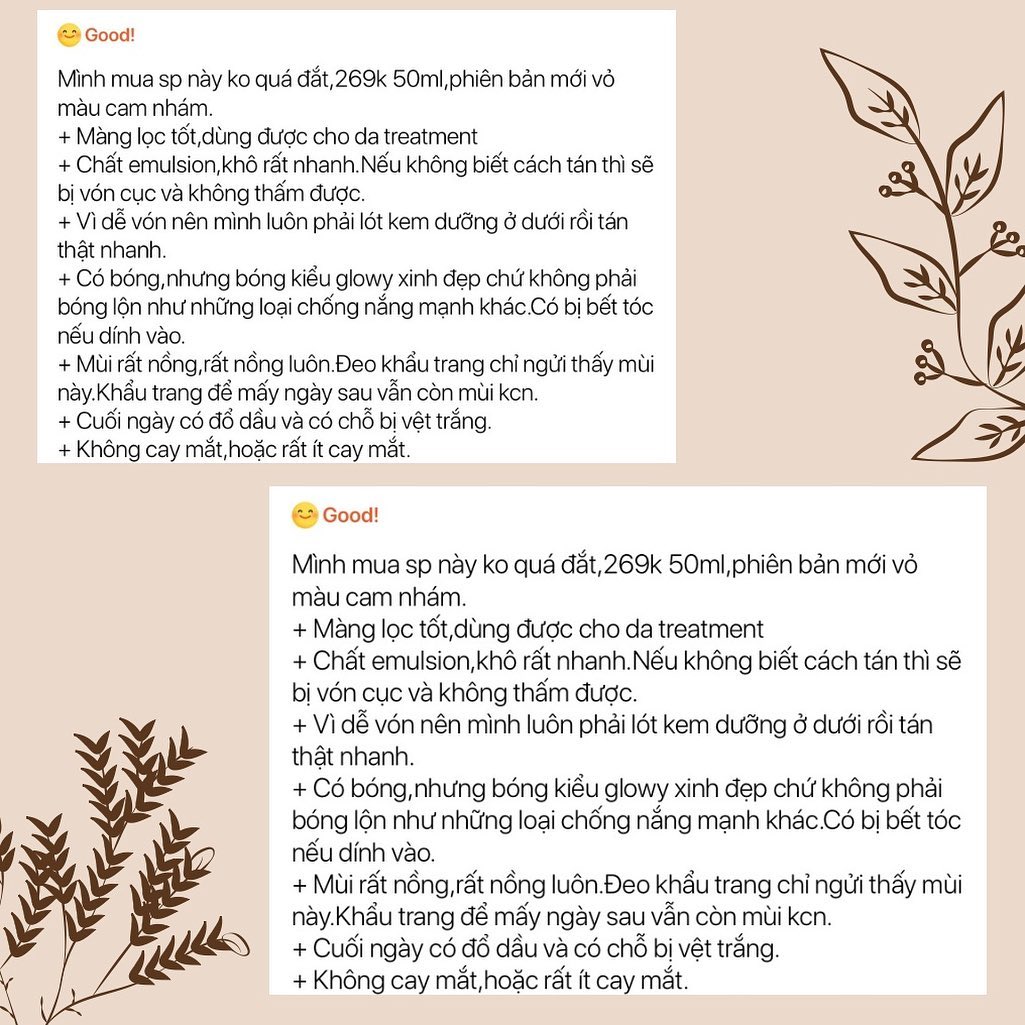 Good!
Mình mua sp này ko quá đắt,269k 50ml,phiên bản mới vỏ
màu cam nhám.
+ Màng lọc tốt,dùng được cho da treatment
+ Chất emulsion,khô rất nhanh.Nếu không biết cách tán thì sẽ
bị vón cục và không thấm được.
+ Vì dễ vón nên mình luôn phải lót kem dưỡng ở dưới rồi tán
thật nhanh.
+ Có bóng,nhưng bóng kiểu glowy xinh đẹp chứ không phải
bóng lộn như những loại chống nắng mạnh khác.Có bị bết tóc
nếu dính vào.
+ Mùi rất nồng,rất nồng luôn.Đeo khẩu trang chỉ ngửi thấy mùi
này.Khẩu trang để mấy ngày sau vẫn còn mùi kcn.
+ Cuối ngày có đổ dầu và có chỗ bị vệt trắng.
+ Không cay mắt,hoặc rất ít cay mắt.
Good!
Mình mua sp này ko quá đắt,269k 50ml,phiên bản mới vỏ
màu cam nhám.
+ Màng lọc tốt,dùng được cho da treatment
+ Chất emulsion,khô rất nhanh.Nếu không biết cách tán thì sẽ
bị vón cục và không thấm được.
+ Vì dễ vón nên mình luôn phải lót kem dưỡng ở dưới rồi tán
thật nhanh.
+ Có bóng,nhưng bóng kiểu glowy xinh đẹp chứ không phải
bóng lộn như những loại chống nắng mạnh khác.Có bị bết tóc
nếu dính vào.
+ Mùi rất nồng,rất nồng luôn.Đeo khẩu trang chỉ ngửi thấy mùi
này.Khẩu trang để mấy ngày sau vẫn còn mùi kcn.
+ Cuối ngày có đổ dầu và có chỗ bị vệt trắng.
+ Không cay mắt,hoặc rất ít cay mắt.